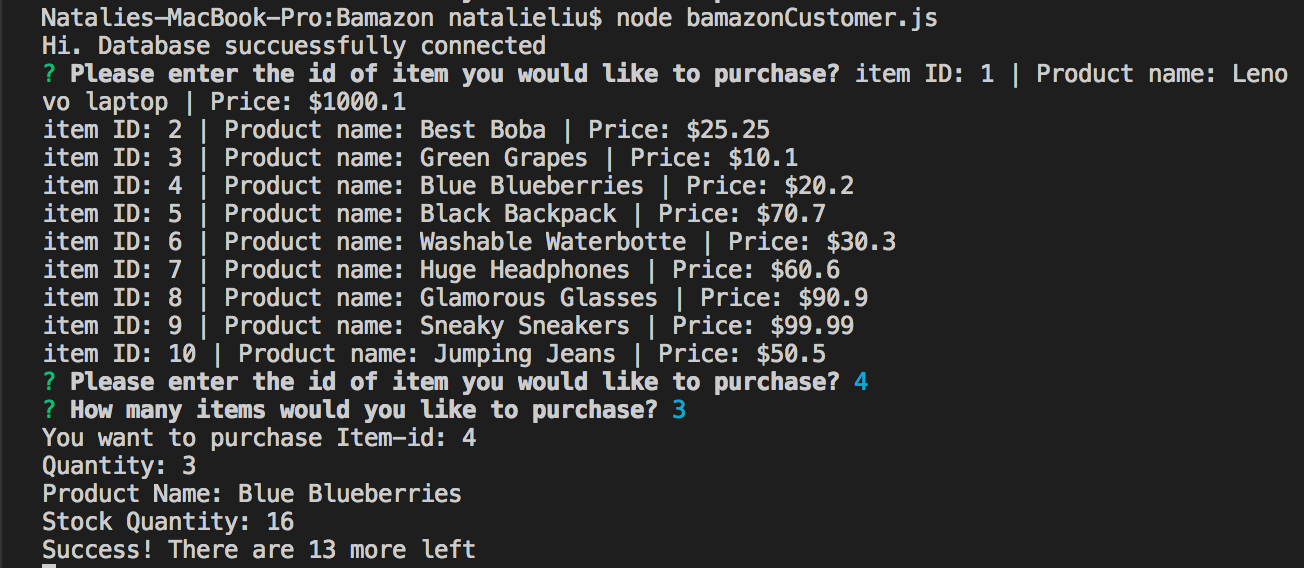 Natalies-MacBook-Pro:Bamazon natalieliu$ node bamazonCustomer.js
Hi. Database succuessfully connected
? Please enter the id of item you would like to purchase? item ID: 1 | Product name: Leno
vo laptop | Price: $1000.1
item ID: 2 | Product name: Best Boba | Price: $25.25
item ID: 3 | Product name: Green Grapes | Price: $10.1
item ID: 4 | Product name: Blue Blueberries | Price: $20.2
item ID: 5 | Product name: Black Backpack | Price: $70.7
item ID: 6 | Product name: Washable Waterbotte | Price: $30.3
item ID: 7 | Product name: Huge Headphones | Price: $60.6
item ID: 8 | Product name: Glamorous Glasses | Price: $90.9
item ID: 9 | Product name: Sneaky Sneakers | Price: $99.99
item ID: 10 | Product name: Jumping Jeans | Price: $50.5
? Please enter the id of item you would like to purchase? 4
? How many items would you like to purchase? 3
You want to purchase Item-id: 4
Quantity: 3
Product Name: Blue Blueberries
Stock Quantity: 16
Success! There are 13 more left